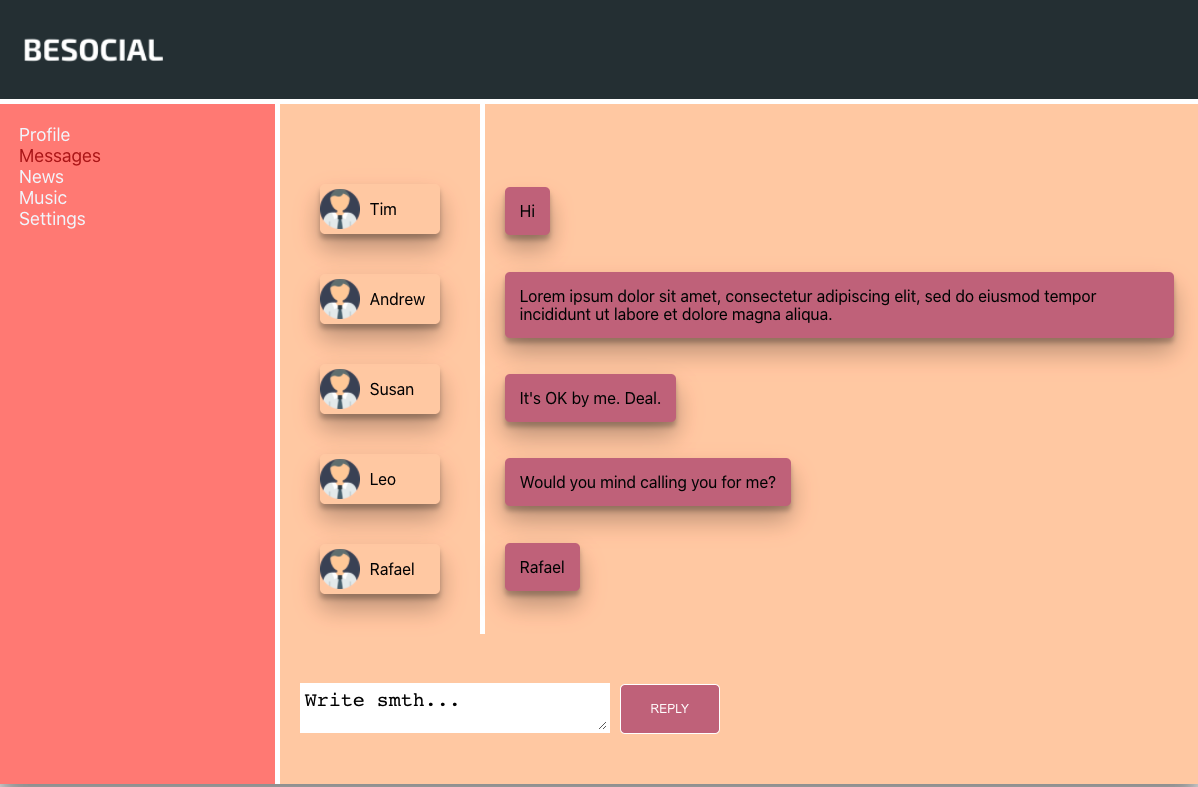 BESOCIAL
Profile
Messages
News
Music
Settings
Tim
Andrew
Susan
Leo
Rafael
Hi
Lorem ipsum dolor sit amet, consectetur adipiscing elit, sed do eiusmod tempor
incididunt ut labore et dolore magna aliqua.
It's OK by me. Deal.
Would you mind calling you for me?
Rafael
Write smth...
REPLY